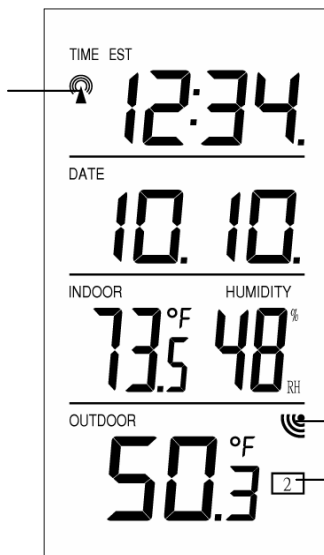 TIME EST
12:34.
DATE
10. 10.
INDOOR HUMIDITY
73.5 °F 48 % RH
OUTDOOR
50.3 °F 2